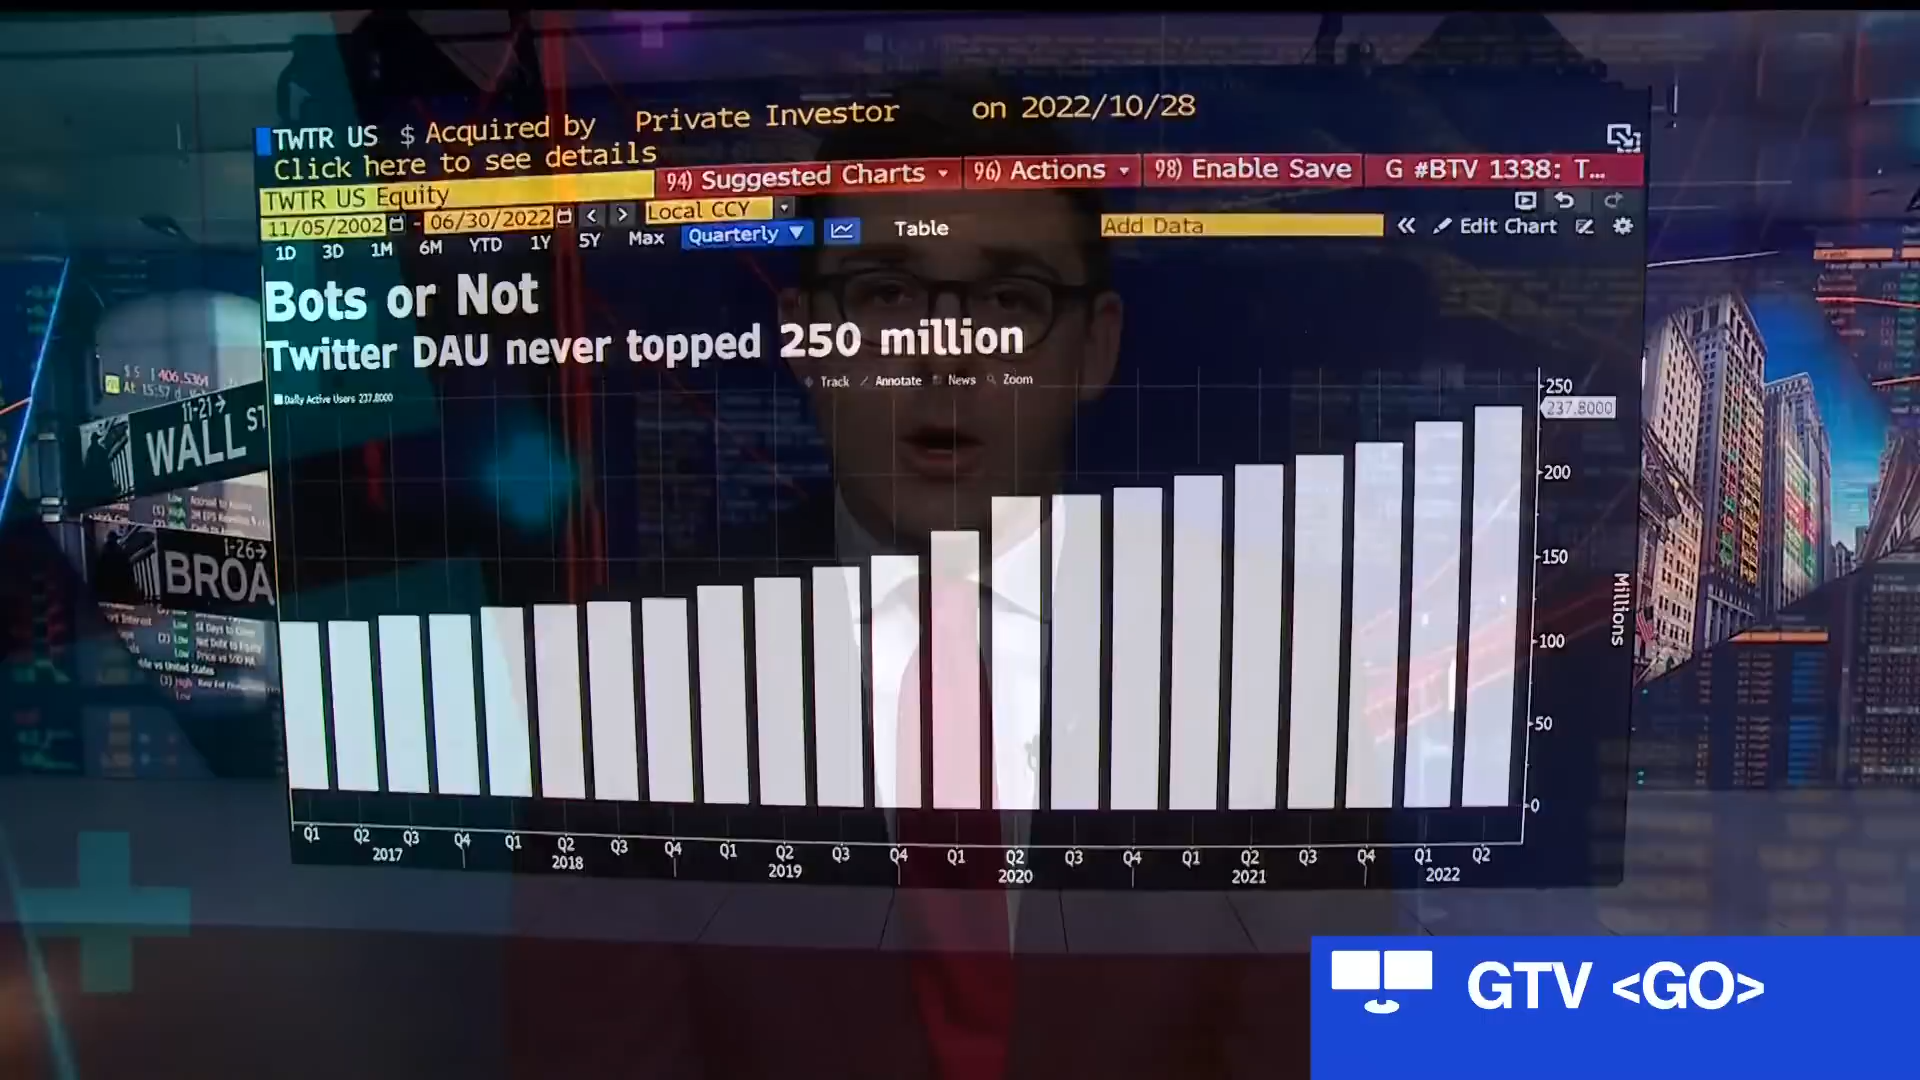 TWTR US $ Acquired by Private Investor on 2022/10/28
Click here to see details
TWTR US Equity
94) Suggested Charts
96) Actions
98) Enable Save
G #BTV 1338: T...
11/05/2002 - 06/30/2022
Local CCY
1D 3D 1M 6M YTD 1Y 5Y Max Quarterly ▼
Table
Add Data
« Edit Chart
Bots or Not
Twitter DAU never topped 250 million
Track Annotate News Zoom
Daily Active Users 237.8000
250
237.8000
200
150
100
50
0
Millions
Q1 Q2 Q3 Q4 Q1 Q2 Q3 Q4 Q1 Q2 Q3 Q4 Q1 Q2 Q3 Q4 Q1 Q2 Q3 Q4 Q1 Q2
2017 2018 2019 2020 2021 2022
11-21→
WALL ST
1-26→
BROA
GTV <GO>